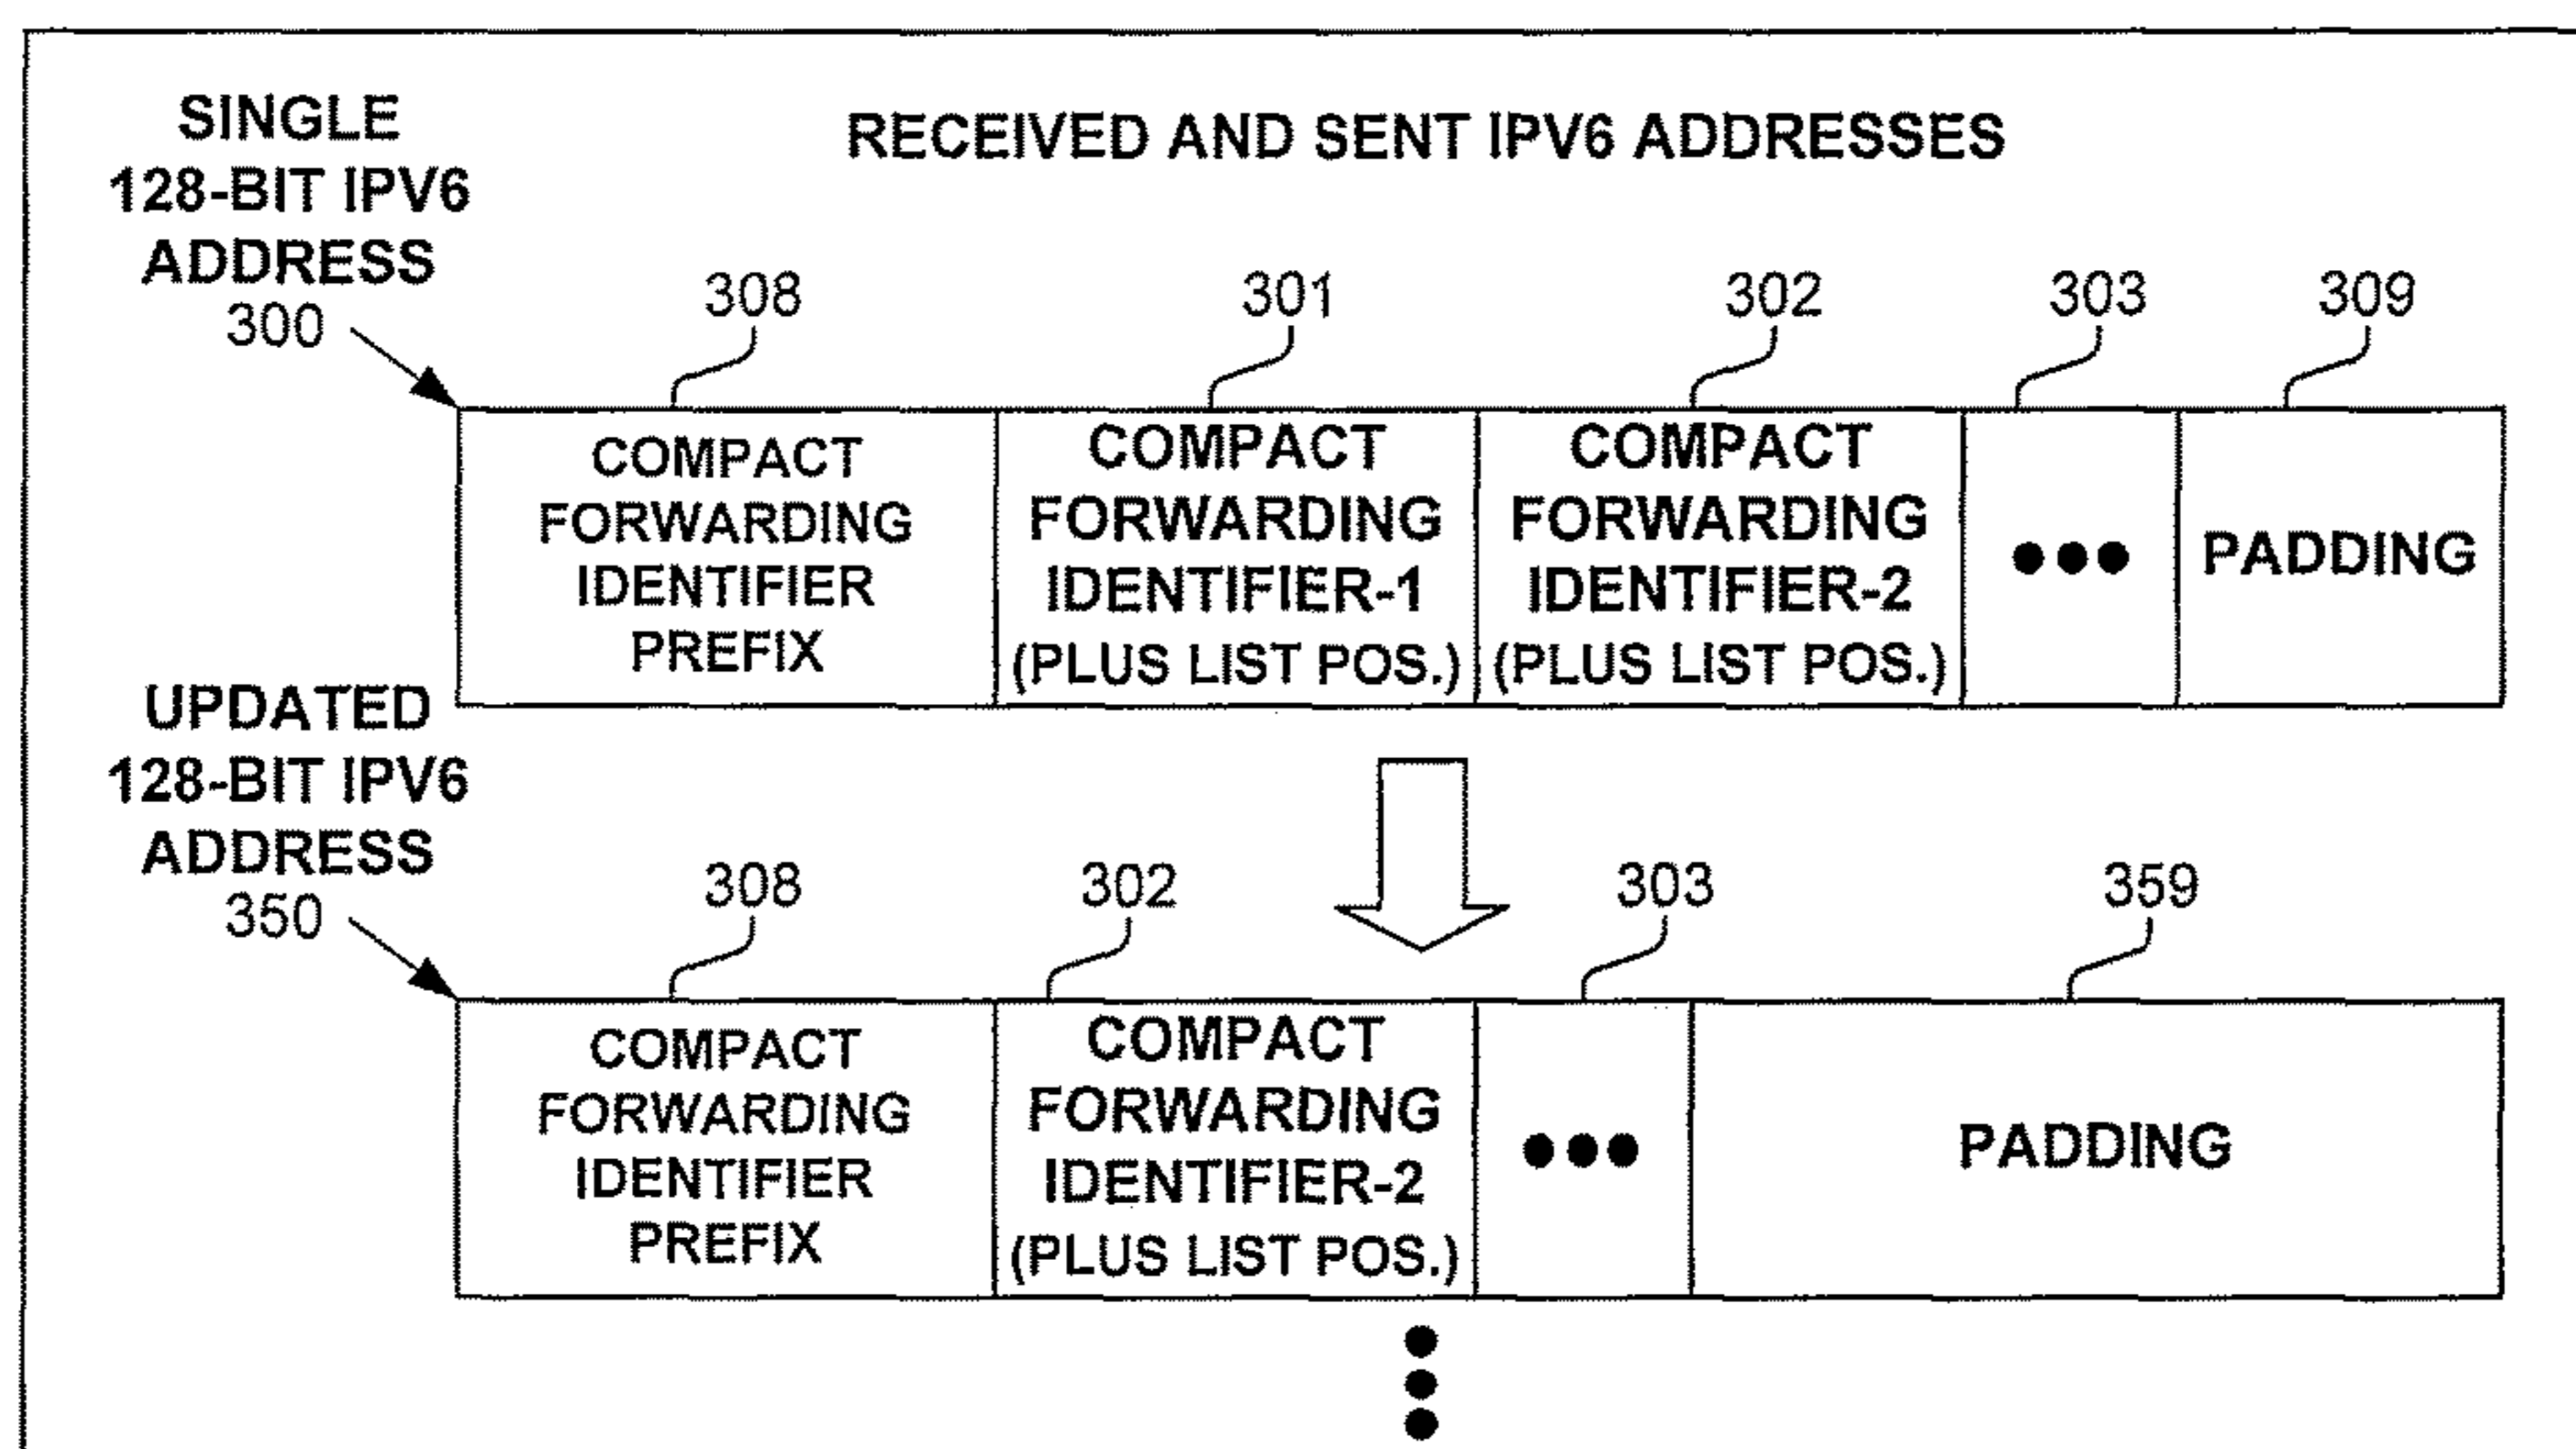 SINGLE
128-BIT IPV6
ADDRESS
300
RECEIVED AND SENT IPV6 ADDRESSES
308
301
302
303
309
COMPACT
FORWARDING
IDENTIFIER
PREFIX
COMPACT
FORWARDING
IDENTIFIER-1
(PLUS LIST POS.)
COMPACT
FORWARDING
IDENTIFIER-2
(PLUS LIST POS.)
●●●
PADDING
UPDATED
128-BIT IPV6
ADDRESS
350
308
302
303
359
COMPACT
FORWARDING
IDENTIFIER
PREFIX
COMPACT
FORWARDING
IDENTIFIER-2
(PLUS LIST POS.)
●●●
PADDING